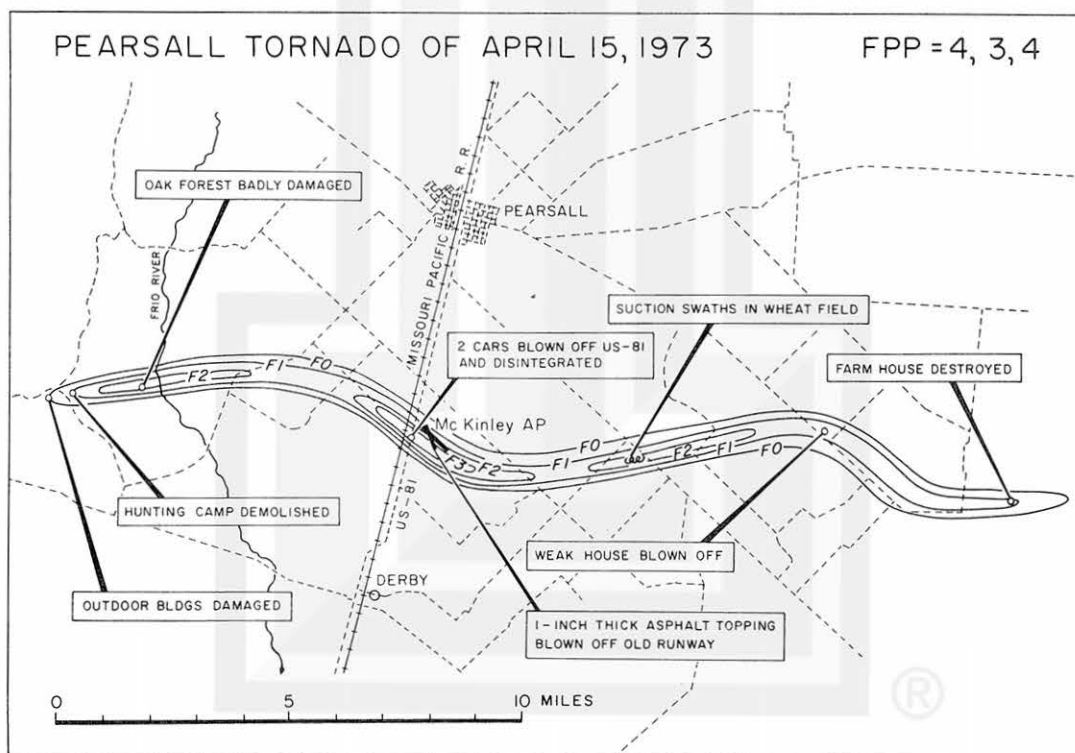 PEARSALL TORNADO OF APRIL 15, 1973
FPP = 4, 3, 4
OAK FOREST BADLY DAMAGED
MISSOURI PACIFIC R. R.
PEARSALL
FRIO RIVER
SUCTION SWATHS IN WHEAT FIELD
2 CARS BLOWN OFF US-81
AND DISINTEGRATED
FARM HOUSE DESTROYED
F2
F1
F0
Mc Kinley AP
F3
F2
F1
F0
F2
F1
F0
HUNTING CAMP DEMOLISHED
US-81
WEAK HOUSE BLOWN OFF
DERBY
OUTDOOR BLDGS DAMAGED
1-INCH THICK ASPHALT TOPPING
BLOWN OFF OLD RUNWAY
0
5
10 MILES
®